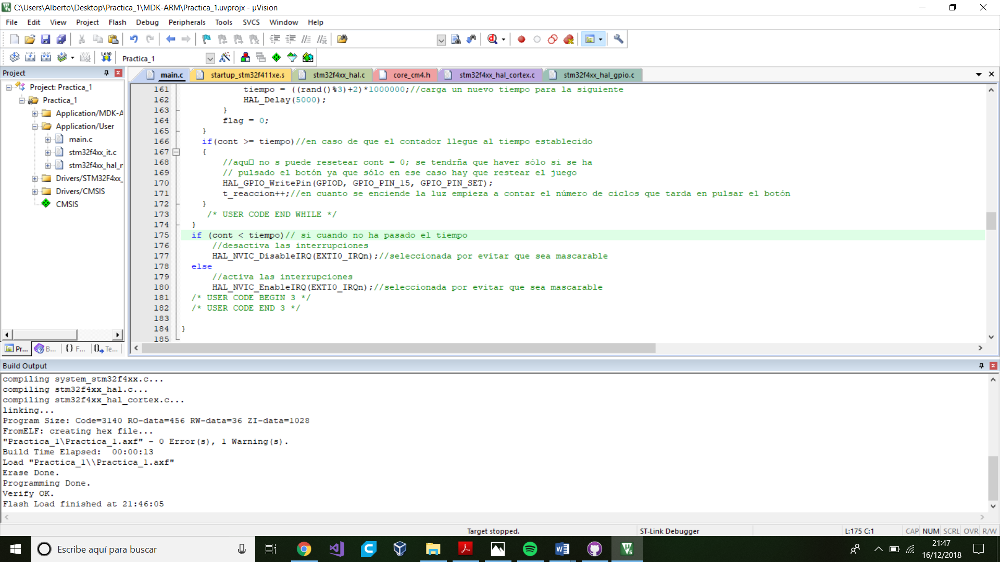 C:\Users\Alberto\Desktop\Practica_1\MDK-ARM\Practica_1.uvprojx - µVision
File Edit View Project Flash Debug Peripherals Tools SVCS Window Help
LOAD Practica_1
Project
main.c startup_stm32f411xe.s stm32f4xx_hal.c core_cm4.h stm32f4xx_hal_cortex.c stm32f4xx_hal_gpio.c
Project: Practica_1
Practica_1
Application/MDK-A
Application/User
main.c
stm32f4xx_it.c
stm32f4xx_hal_r
Drivers/STM32F4xx_
Drivers/CMSIS
CMSIS
Pr... B... {} F... Te...
161 tiempo = ((rand()%3)+2)*1000000;//carga un nuevo tiempo para la siguiente
162 HAL_Delay(5000);
163 }
164 flag = 0;
165 }
166 if(cont >= tiempo)//en caso de que el contador llegue al tiempo establecido
167 {
168 //aqu□ no s puede resetear cont = 0; se tendrña que haver sólo si se ha
169 // pulsado el botón ya que sólo en ese caso hay que restear el juego
170 HAL_GPIO_WritePin(GPIOD, GPIO_PIN_15, GPIO_PIN_SET);
171 t_reaccion++;//en cuanto se enciende la luz empieza a contar el número de ciclos que tarda en pulsar el botón
172 }
173 /* USER CODE END WHILE */
174 }
175 if (cont < tiempo)// si cuando no ha pasado el tiempo
176 //desactiva las interrupciones
177 HAL_NVIC_DisableIRQ(EXTI0_IRQn);//seleccionada por evitar que sea mascarable
178 else
179 //activa las interrupciones
180 HAL_NVIC_EnableIRQ(EXTI0_IRQn);//seleccionada por evitar que sea mascarable
181 /* USER CODE BEGIN 3 */
182 /* USER CODE END 3 */
183
184 }
185
Build Output
compiling system_stm32f4xx.c...
compiling stm32f4xx_hal.c...
compiling stm32f4xx_hal_cortex.c...
linking...
Program Size: Code=3140 RO-data=456 RW-data=36 ZI-data=1028
FromELF: creating hex file...
"Practica_1\Practica_1.axf" - 0 Error(s), 1 Warning(s).
Build Time Elapsed:  00:00:13
Load "Practica_1\\Practica_1.axf"
Erase Done.
Programming Done.
Verify OK.
Flash Load finished at 21:46:05
Target stopped. ST-Link Debugger L:175 C:1 CAP NUM SCRL OVR R/W
Escribe aquí para buscar
21:47
16/12/2018